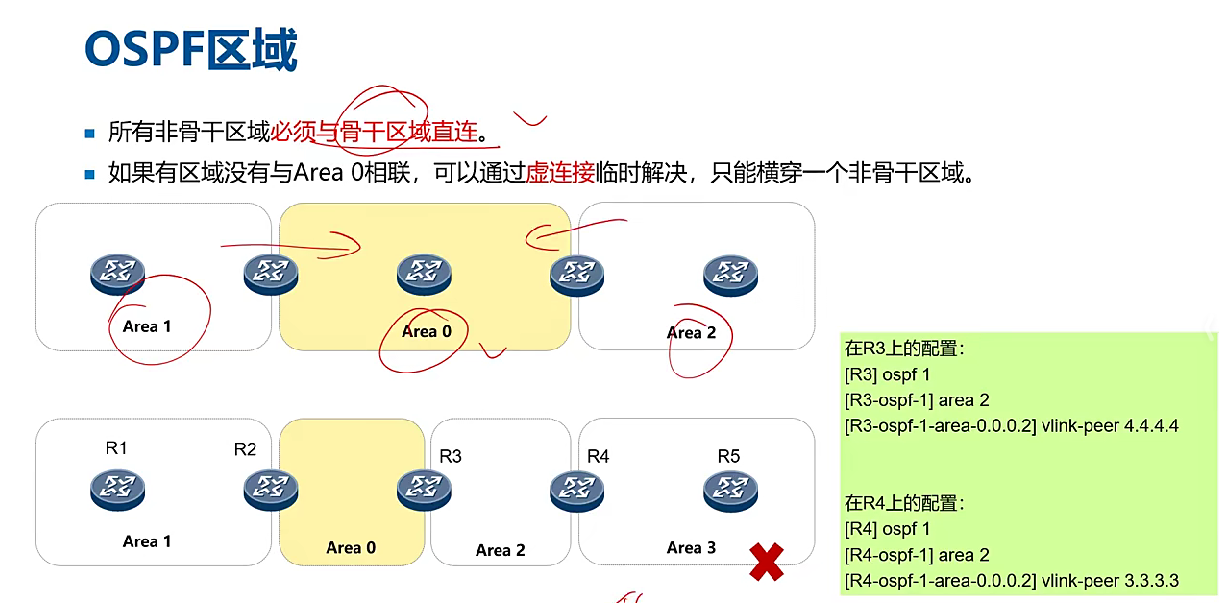 OSPF区域
所有非骨干区域必须与骨干区域直连。
如果有区域没有与Area 0相联，可以通过虚连接临时解决，只能横穿一个非骨干区域。
Area 1
Area 0
Area 2
R1
R2
R3
R4
R5
Area 1
Area 0
Area 2
Area 3
在R3上的配置：
[R3] ospf 1
[R3-ospf-1] area 2
[R3-ospf-1-area-0.0.0.2] vlink-peer 4.4.4.4
在R4上的配置：
[R4] ospf 1
[R4-ospf-1] area 2
[R4-ospf-1-area-0.0.0.2] vlink-peer 3.3.3.3